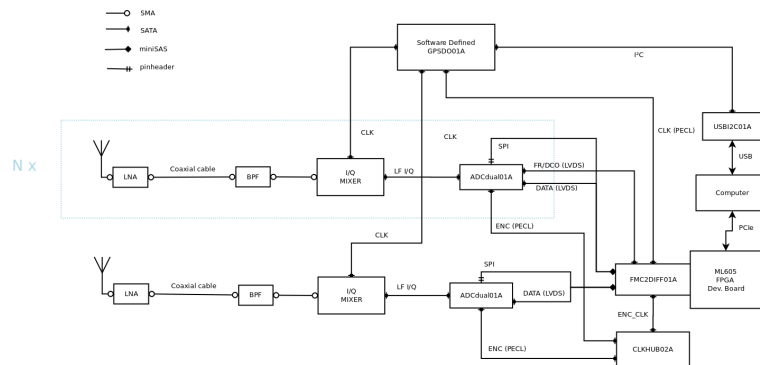 SMA
SATA
miniSAS
pinheader
Software Defined
GPSDO01A
I²C
CLK
CLK
CLK (PECL)
USBI2C01A
USB
Computer
PCIe
N x
LNA
Coaxial cable
BPF
I/Q
MIXER
LF I/Q
SPI
ADCdual01A
FR/DCO (LVDS)
DATA (LVDS)
ENC (PECL)
CLK
LNA
Coaxial cable
BPF
I/Q
MIXER
LF I/Q
SPI
ADCdual01A
DATA (LVDS)
ENC (PECL)
FMC2DIFF01A
ML605
FPGA
Dev. Board
ENC_CLK
CLKHUB02A